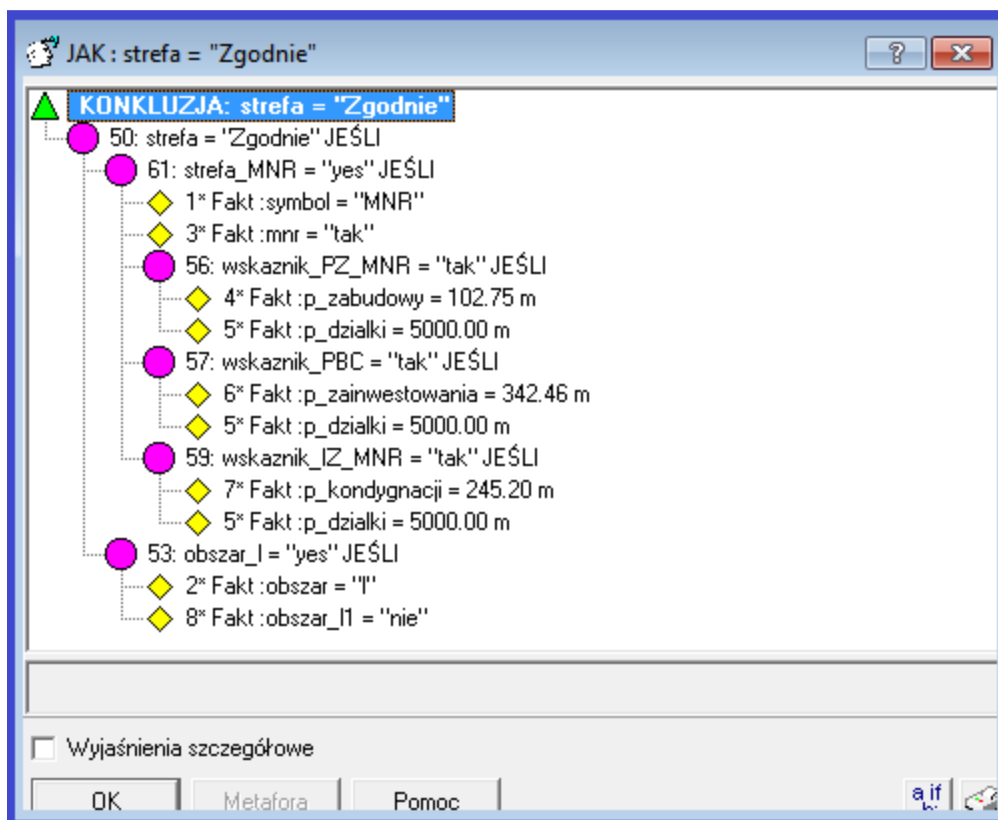 JAK : strefa = "Zgodnie"
KONKLUZJA: strefa = "Zgodnie"
50: strefa = "Zgodnie" JEŚLI
61: strefa_MNR = "yes" JEŚLI
1* Fakt :symbol = "MNR"
3* Fakt :mnr = "tak"
56: wskaznik_PZ_MNR = "tak" JEŚLI
4* Fakt :p_zabudowy = 102.75 m
5* Fakt :p_dzialki = 5000.00 m
57: wskaznik_PBC = "tak" JEŚLI
6* Fakt :p_zainwestowania = 342.46 m
5* Fakt :p_dzialki = 5000.00 m
59: wskaznik_IZ_MNR = "tak" JEŚLI
7* Fakt :p_kondygnacji = 245.20 m
5* Fakt :p_dzialki = 5000.00 m
53: obszar_I = "yes" JEŚLI
2* Fakt :obszar = "I"
8* Fakt :obszar_I1 = "nie"
Wyjaśnienia szczegółowe
OK Metafora Pomoc a if